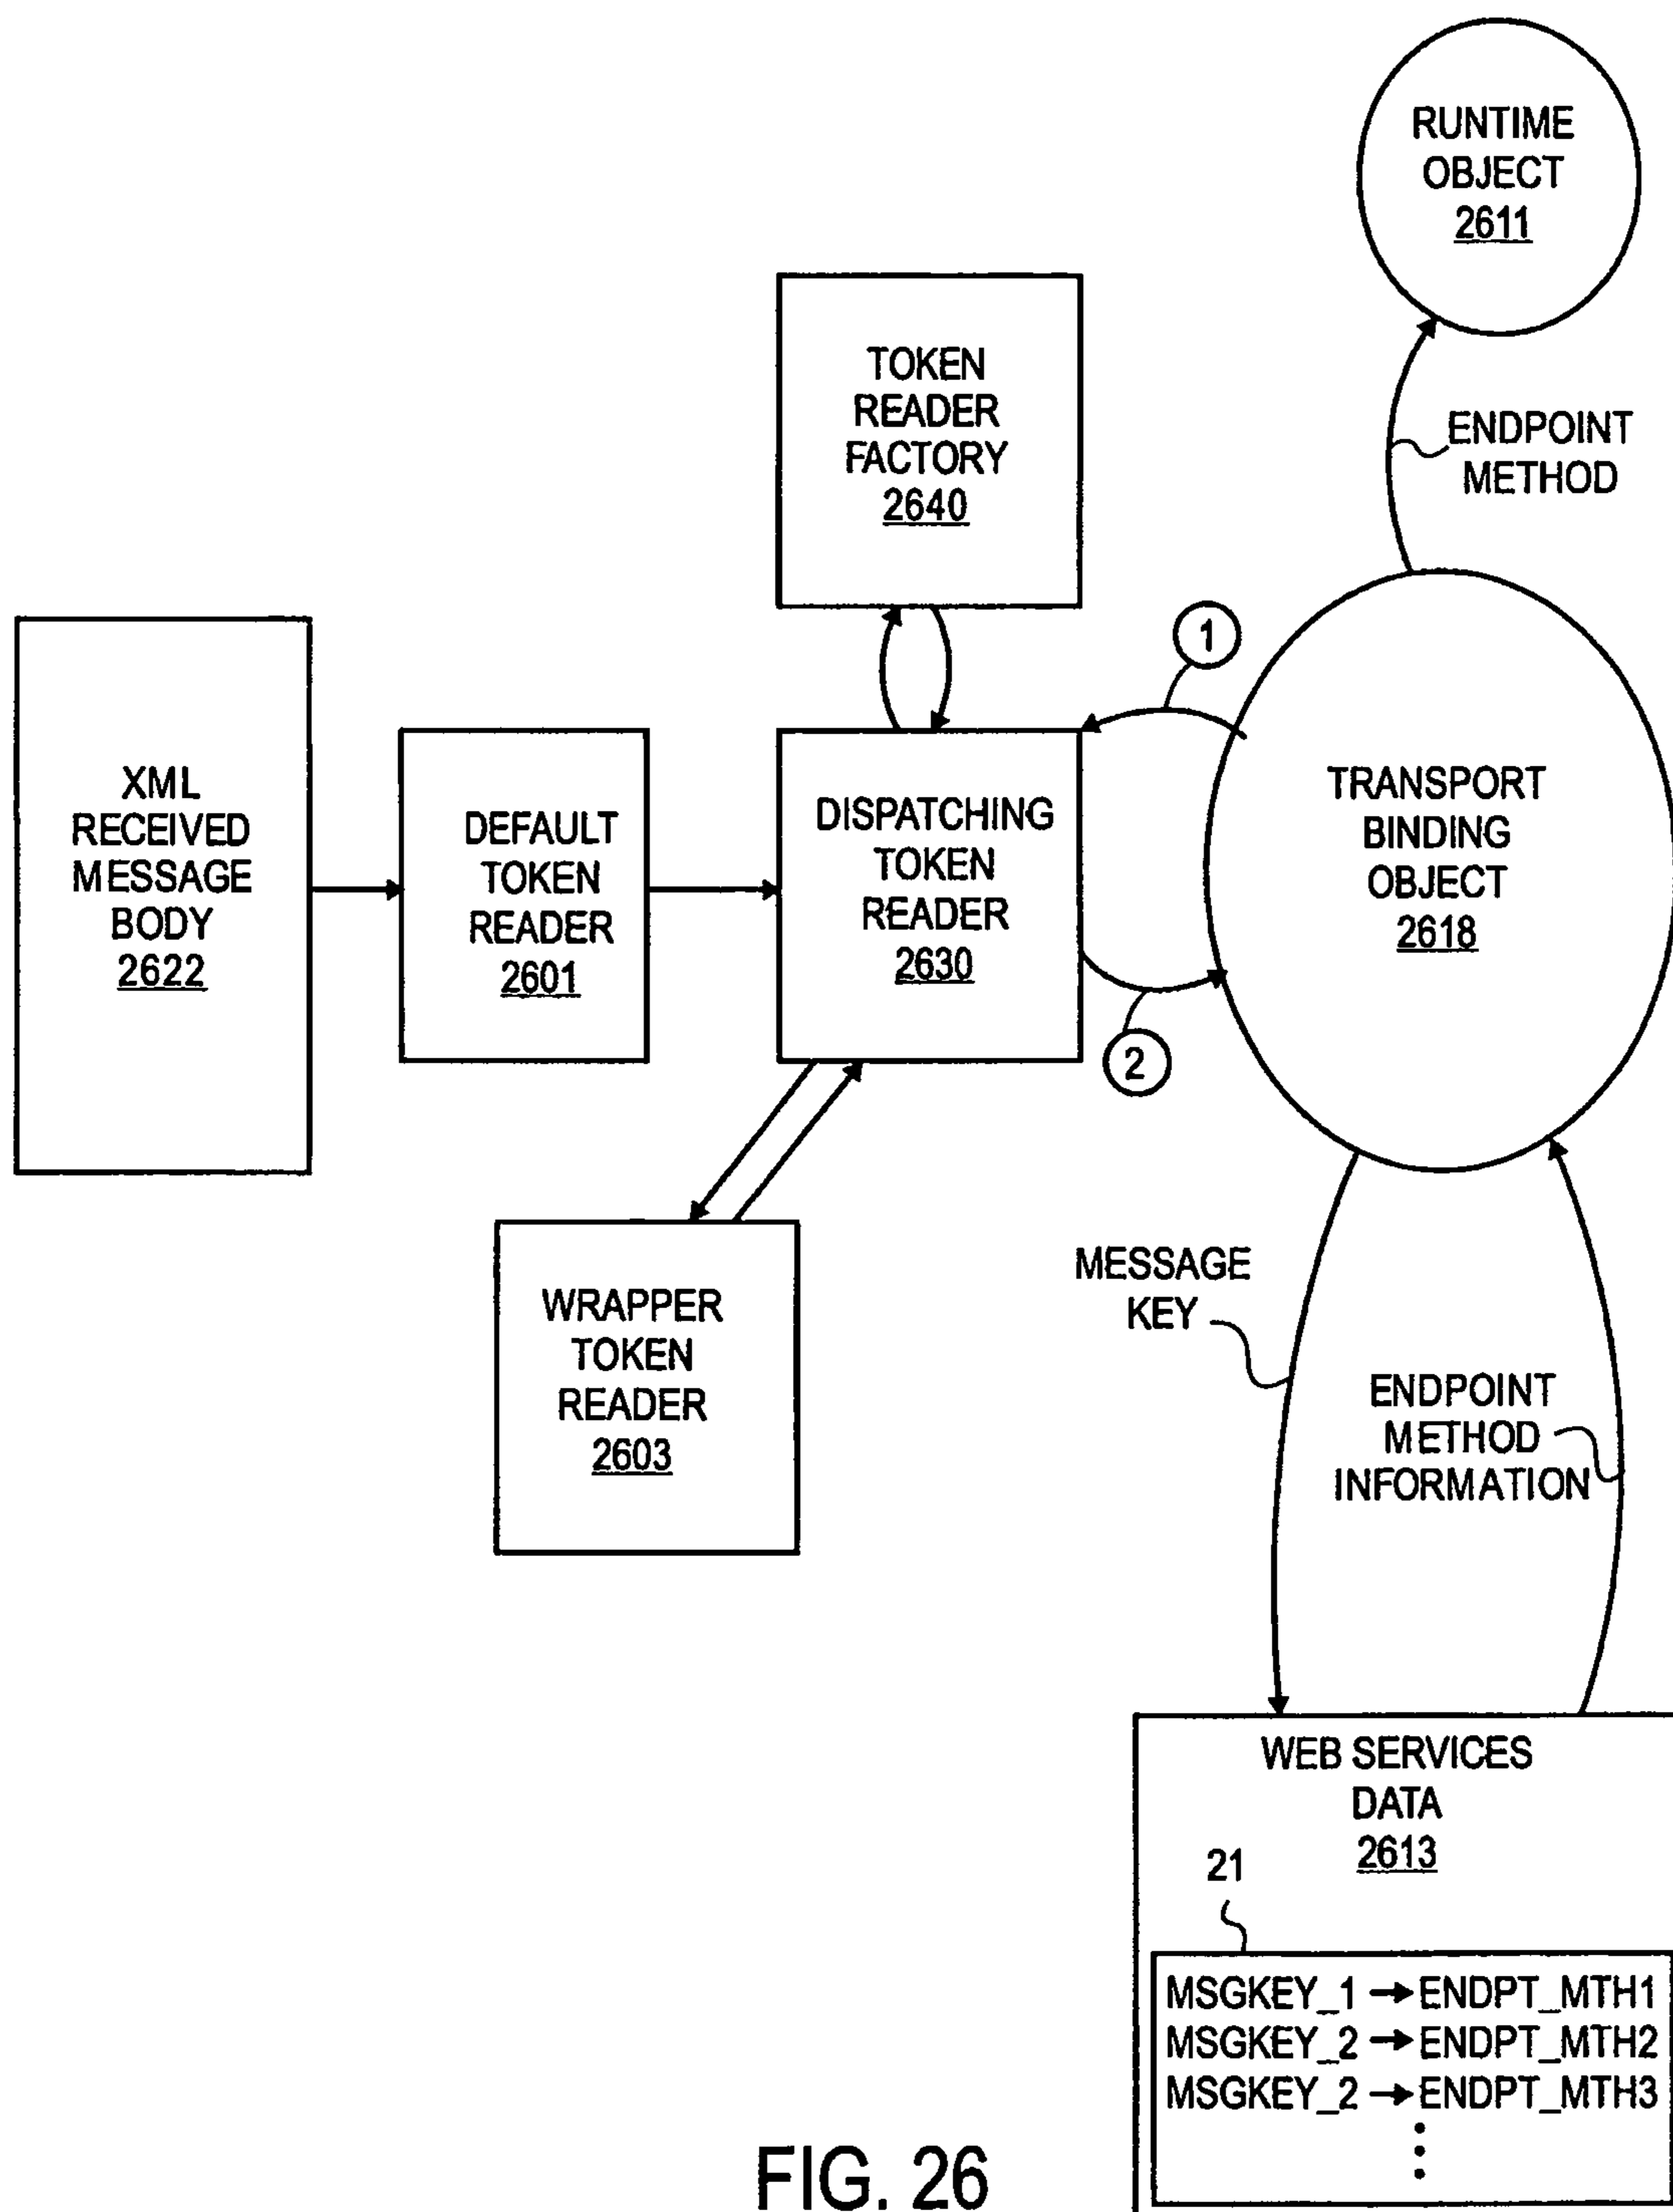 RUNTIME
OBJECT
2611
ENDPOINT
METHOD
TOKEN
READER
FACTORY
2640
1
XML
RECEIVED
MESSAGE
BODY
2622
DEFAULT
TOKEN
READER
2601
DISPATCHING
TOKEN
READER
2630
TRANSPORT
BINDING
OBJECT
2618
2
WRAPPER
TOKEN
READER
2603
MESSAGE
KEY
ENDPOINT
METHOD
INFORMATION
WEB SERVICES
DATA
2613
21
MSGKEY_1 → ENDPT_MTH1
MSGKEY_2 → ENDPT_MTH2
MSGKEY_2 → ENDPT_MTH3
FIG. 26